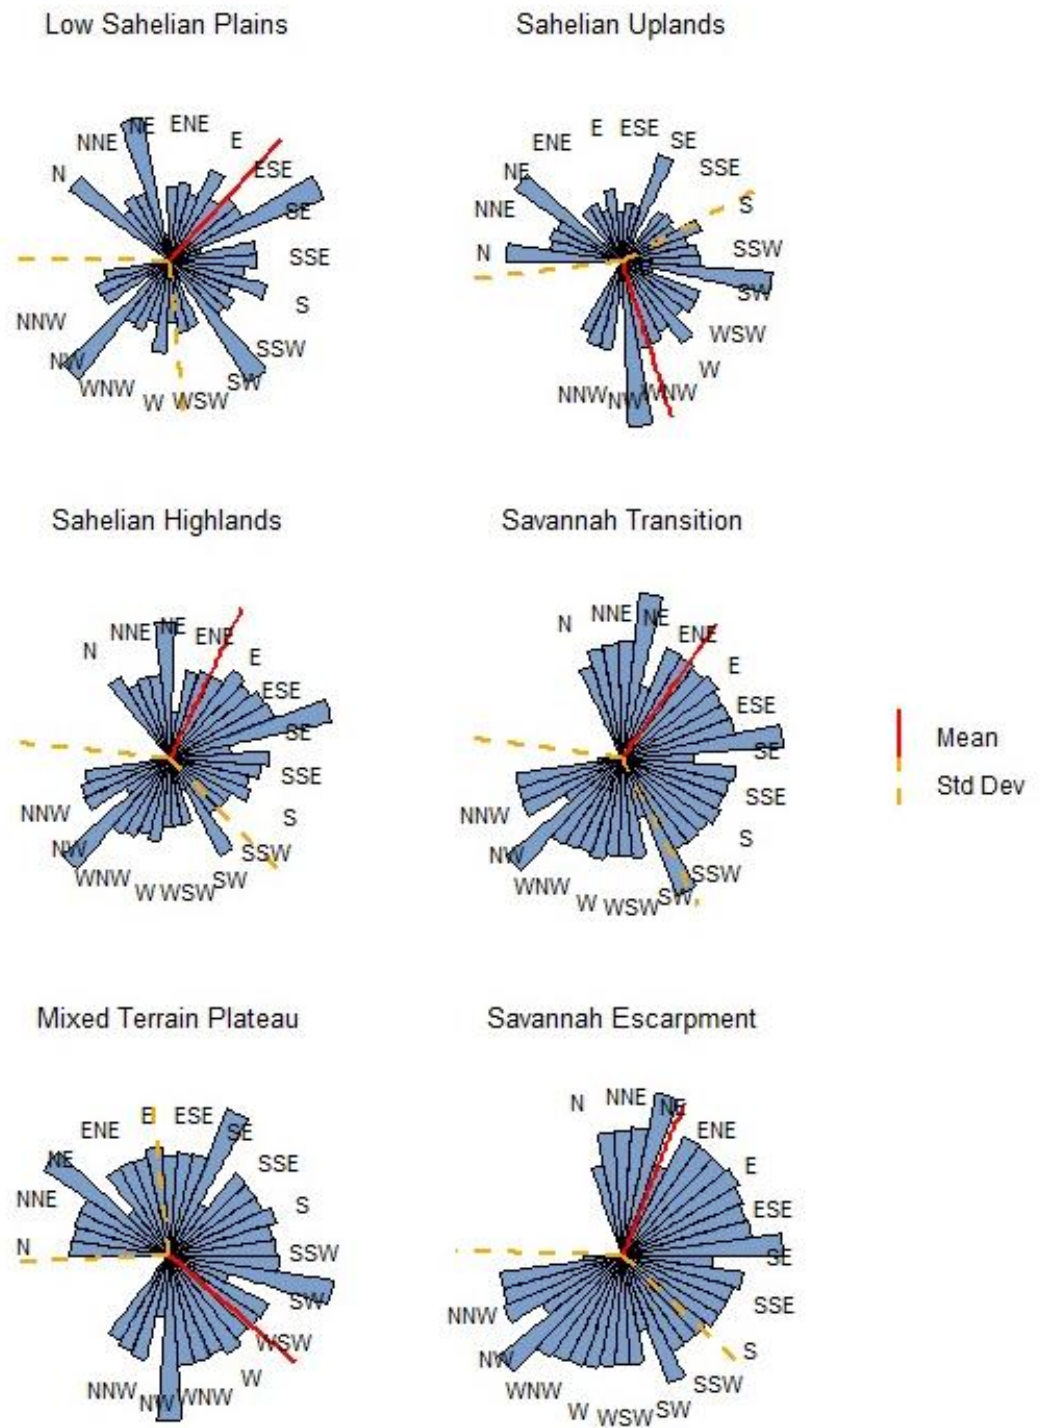 Low Sahelian Plains
Sahelian Uplands
NE
ENE
NNE
E
N
ESE
SE
SSE
S
NNW
SSW
NW
SW
WNW
W
WSW
E
ESE
ENE
SE
NE
SSE
NNE
S
N
SSW
SW
WSW
W
NNW
NW
WNW
Sahelian Highlands
Savannah Transition
NNE
NE
ENE
N
E
ESE
SE
SSE
NNW
S
NW
SSW
WNW
SW
W
WSW
NNE
NE
N
ENE
E
ESE
SE
SSE
NNW
S
NW
SSW
WNW
SW
W
WSW
Mean
Std Dev
Mixed Terrain Plateau
Savannah Escarpment
E
ESE
ENE
SE
NE
SSE
NNE
S
N
SSW
SW
WSW
W
NNW
NW
WNW
NNE
N
NE
ENE
E
ESE
SE
SSE
NNW
S
NW
SSW
WNW
SW
W
WSW